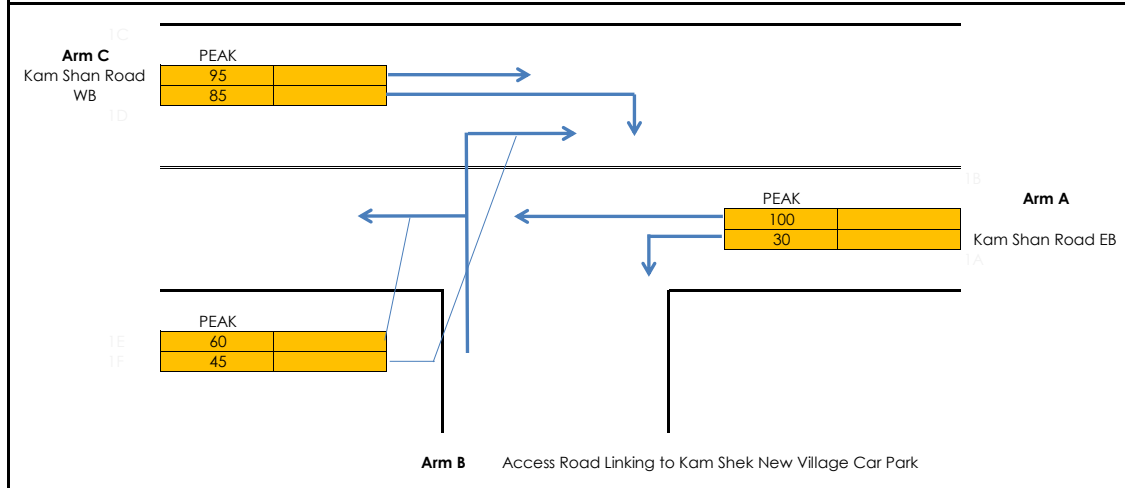 1C
Arm C
PEAK
Kam Shan Road
95
WB
85
1D
1B
PEAK
Arm A
100
30
Kam Shan Road EB
1A
PEAK
1E
60
1F
45
Arm B
Access Road Linking to Kam Shek New Village Car Park